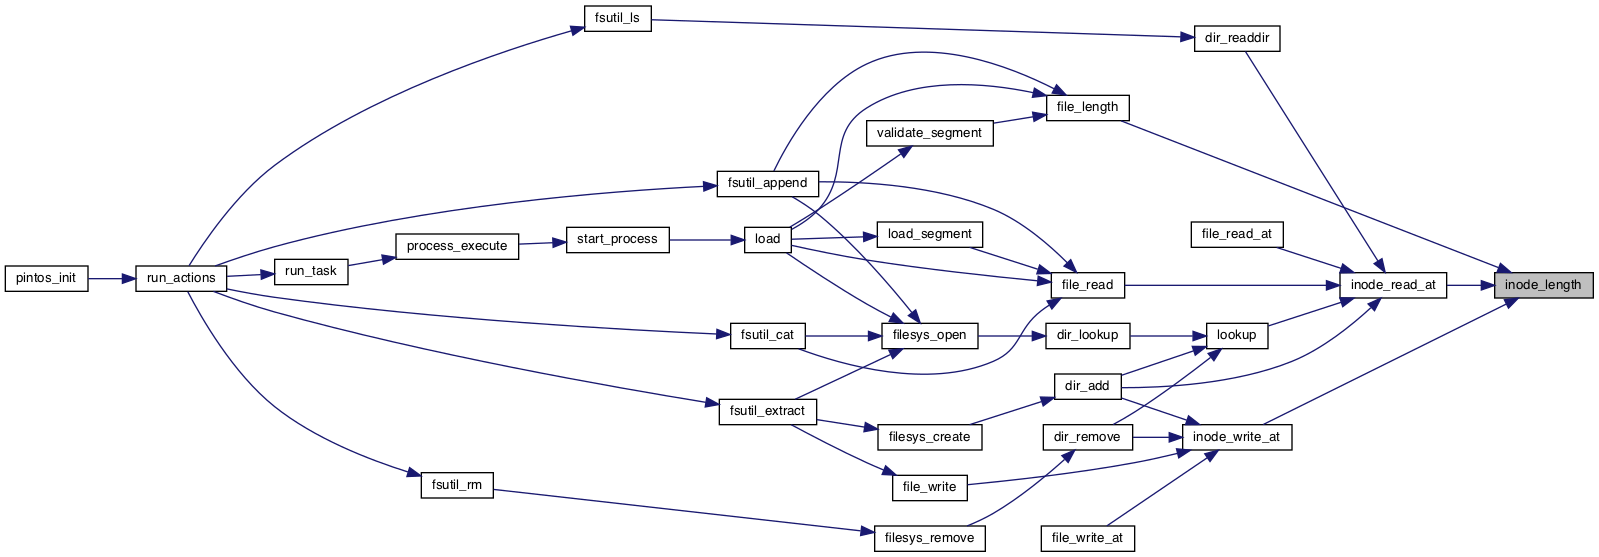 fsutil_ls
dir_readdir
file_length
validate_segment
fsutil_append
load_segment
file_read_at
process_execute
start_process
load
pintos_init
run_actions
run_task
file_read
inode_read_at
inode_length
fsutil_cat
filesys_open
dir_lookup
lookup
dir_add
fsutil_extract
filesys_create
dir_remove
inode_write_at
fsutil_rm
file_write
filesys_remove
file_write_at